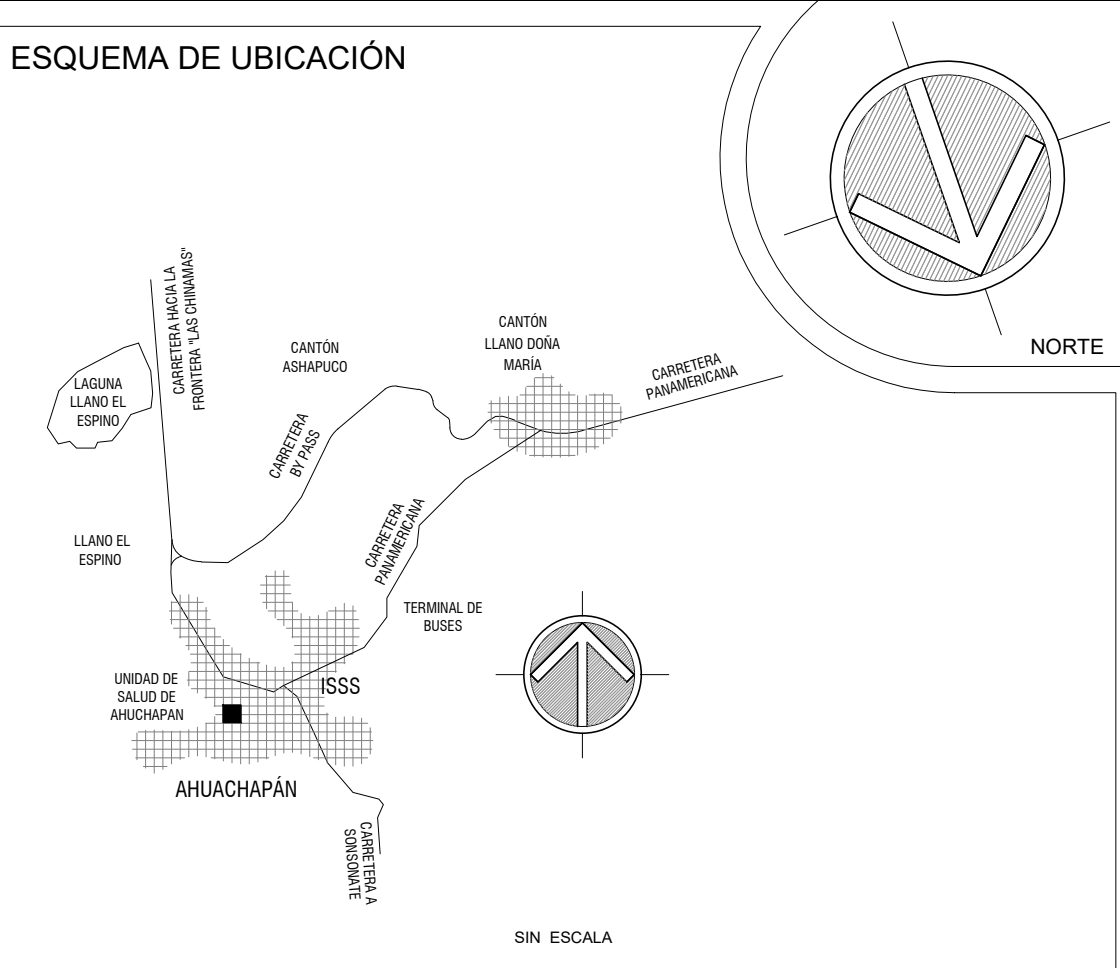 ESQUEMA DE UBICACIÓN
NORTE
CARRETERA HACIA LA
FRONTERA "LAS CHINAMAS"
LAGUNA
LLANO EL
ESPINO
CANTÓN
ASHAPUCO
CANTÓN
LLANO DOÑA
MARÍA
CARRETERA
PANAMERICANA
CARRETERA
BY PASS
LLANO EL
ESPINO
CARRETERA
PANAMERICANA
TERMINAL DE
BUSES
UNIDAD DE
SALUD DE
AHUCHAPAN
ISSS
AHUACHAPÁN
CARRETERA A
SONSONATE
SIN ESCALA